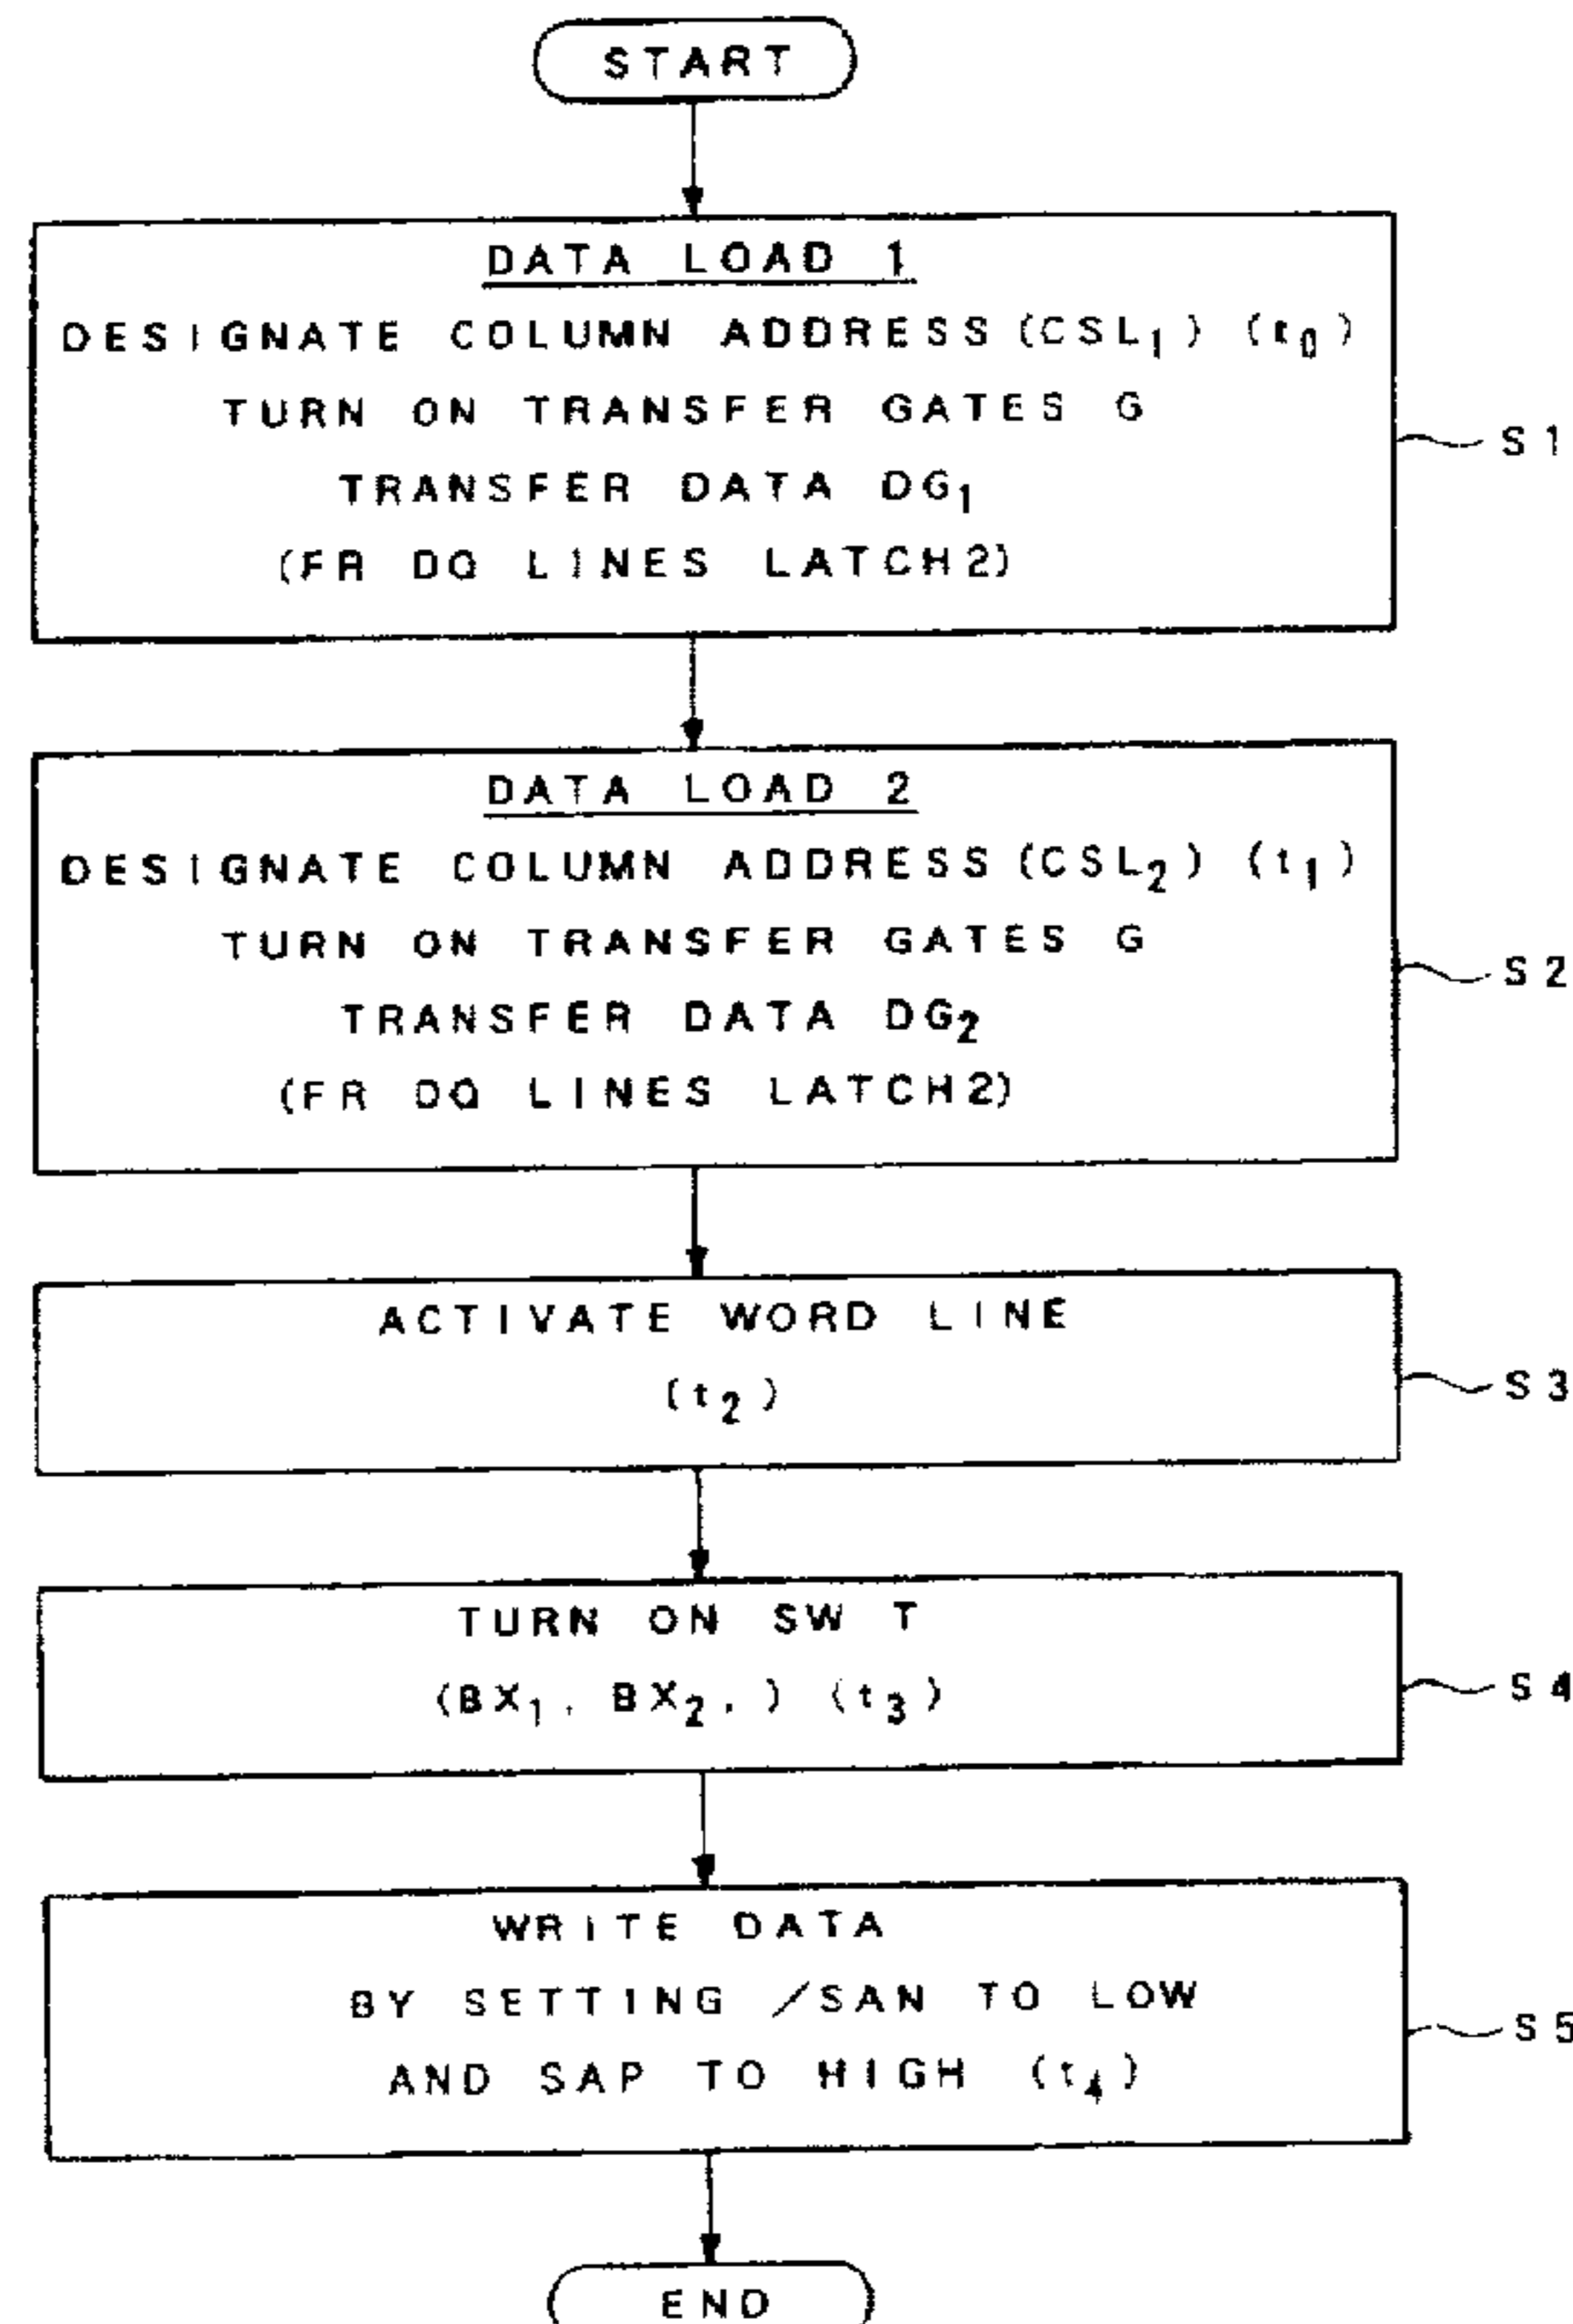 START
DATA LOAD 1
DESIGNATE COLUMN ADDRESS(CSL₁) (t₀)
TURN ON TRANSFER GATES G
TRANSFER DATA DG₁
(FR DQ LINES LATCH2)
S1
DATA LOAD 2
DESIGNATE COLUMN ADDRESS(CSL₂) (t₁)
TURN ON TRANSFER GATES G
TRANSFER DATA DG₂
(FR DQ LINES LATCH2)
S2
ACTIVATE WORD LINE
(t₂)
S3
TURN ON SW T
(BX₁, BX₂, ) (t₃)
S4
WRITE DATA
BY SETTING /SAN TO LOW
AND SAP TO HIGH (t₄)
S5
END